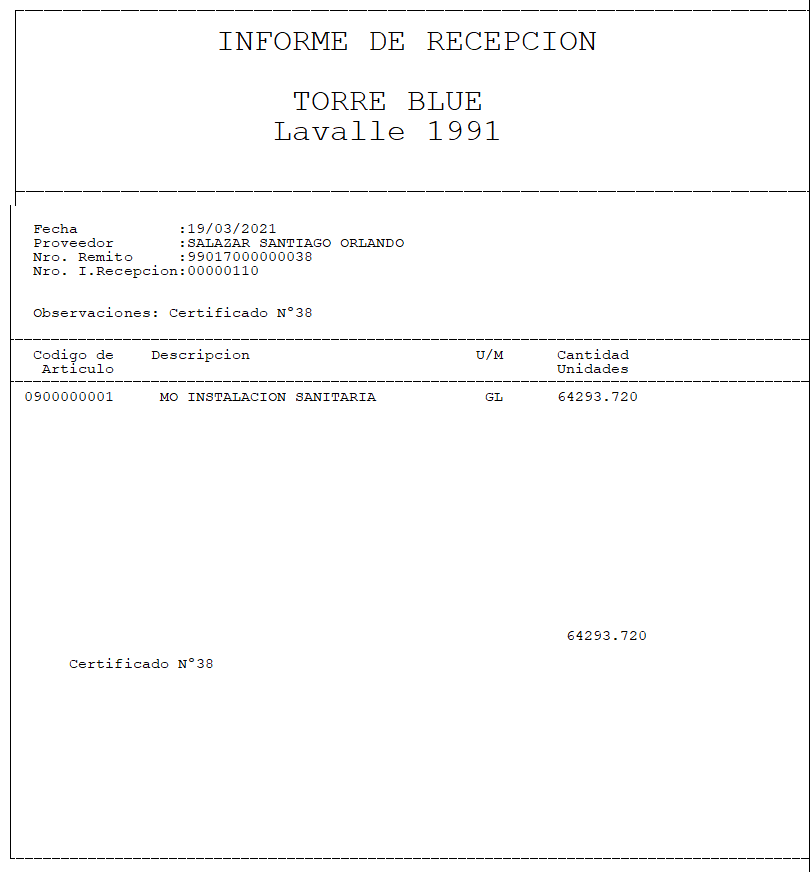 INFORME DE RECEPCION
TORRE BLUE
Lavalle 1991
Fecha :19/03/2021
Proveedor :SALAZAR SANTIAGO ORLANDO
Nro. Remito :99017000000038
Nro. I.Recepcion:00000110
Observaciones: Certificado N°38
Codigo de Descripcion U/M Cantidad
Articulo Unidades
0900000001 MO INSTALACION SANITARIA GL 64293.720
64293.720
Certificado N°38